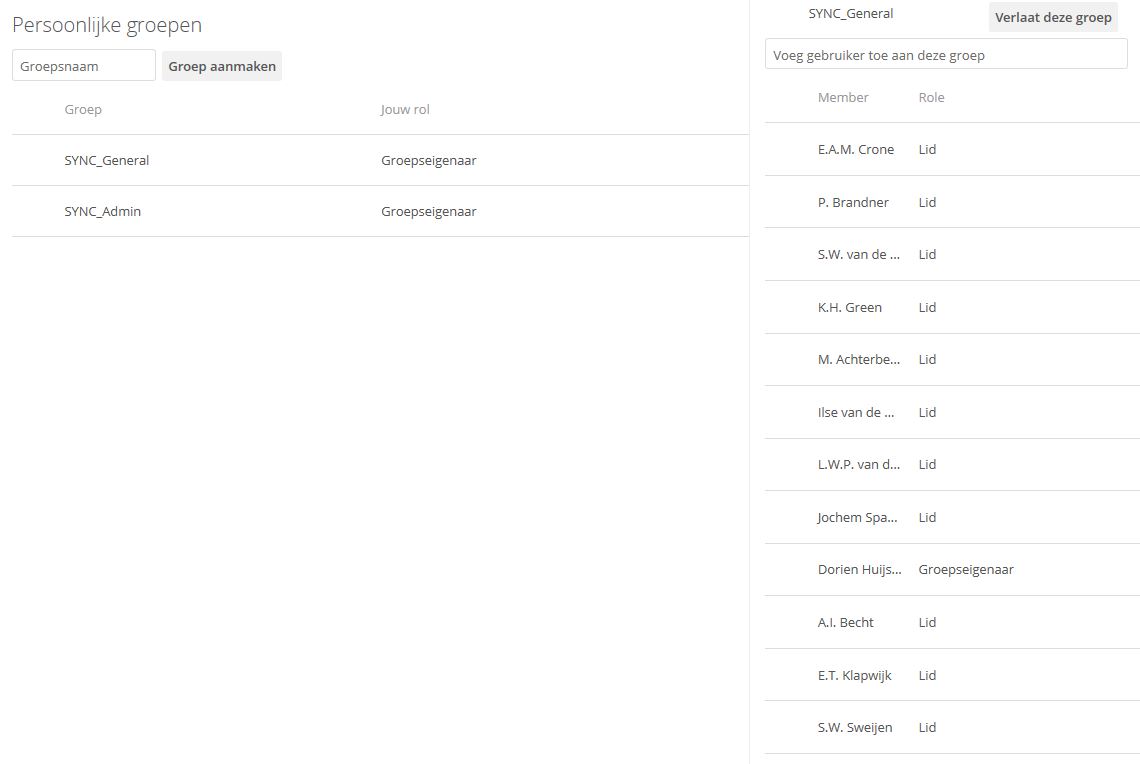 Persoonlijke groepen
Groepsnaam Groep aanmaken
Groep Jouw rol
SYNC_General Groepseigenaar
SYNC_Admin Groepseigenaar
SYNC_General Verlaat deze groep
Voeg gebruiker toe aan deze groep
Member Role
E.A.M. Crone Lid
P. Brandner Lid
S.W. van de ... Lid
K.H. Green Lid
M. Achterbe... Lid
Ilse van de ... Lid
L.W.P. van d... Lid
Jochem Spa... Lid
Dorien Huijs... Groepseigenaar
A.I. Becht Lid
E.T. Klapwijk Lid
S.W. Sweijen Lid